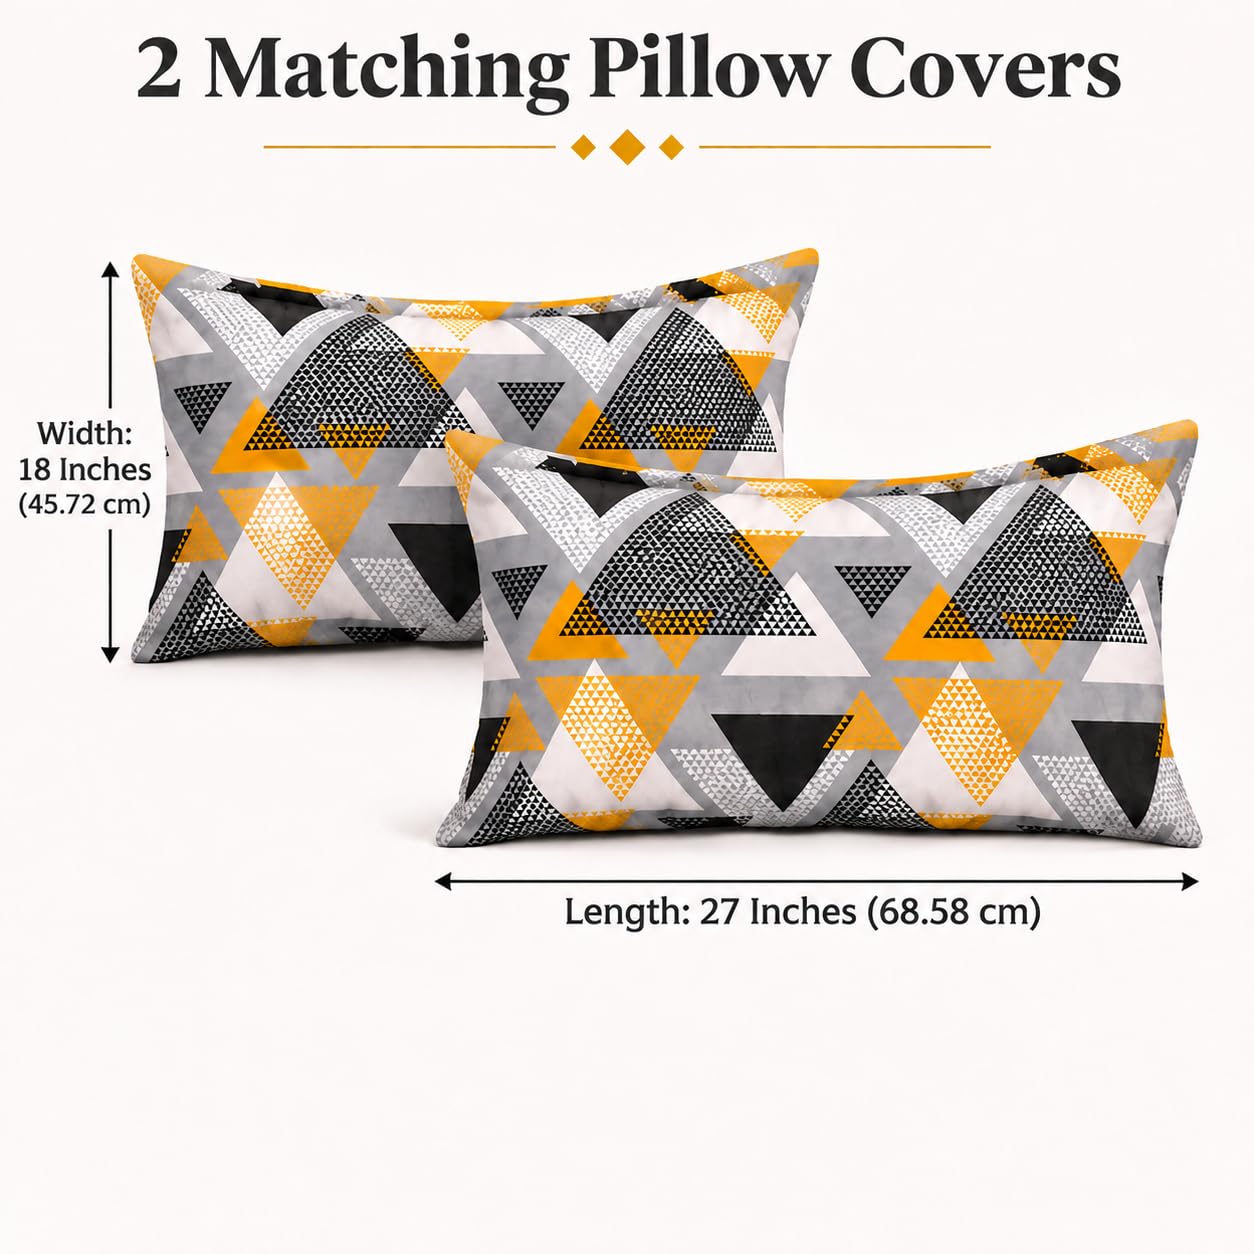 2 Matching Pillow Covers
Width:
18 Inches
(45.72 cm)
Length: 27 Inches (68.58 cm)